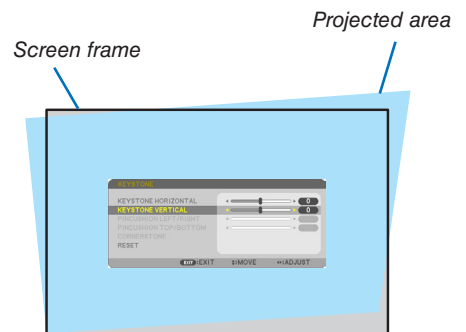 Projected area
Screen frame
KEYSTONE
KEYSTONE HORIZONTAL 0
KEYSTONE VERTICAL 0
PINCUSHION LEFT/RIGHT
PINCUSHION TOP/BOTTOM
CORNERSTONE
RESET
EXIT :EXIT ↕:MOVE ↔:ADJUST